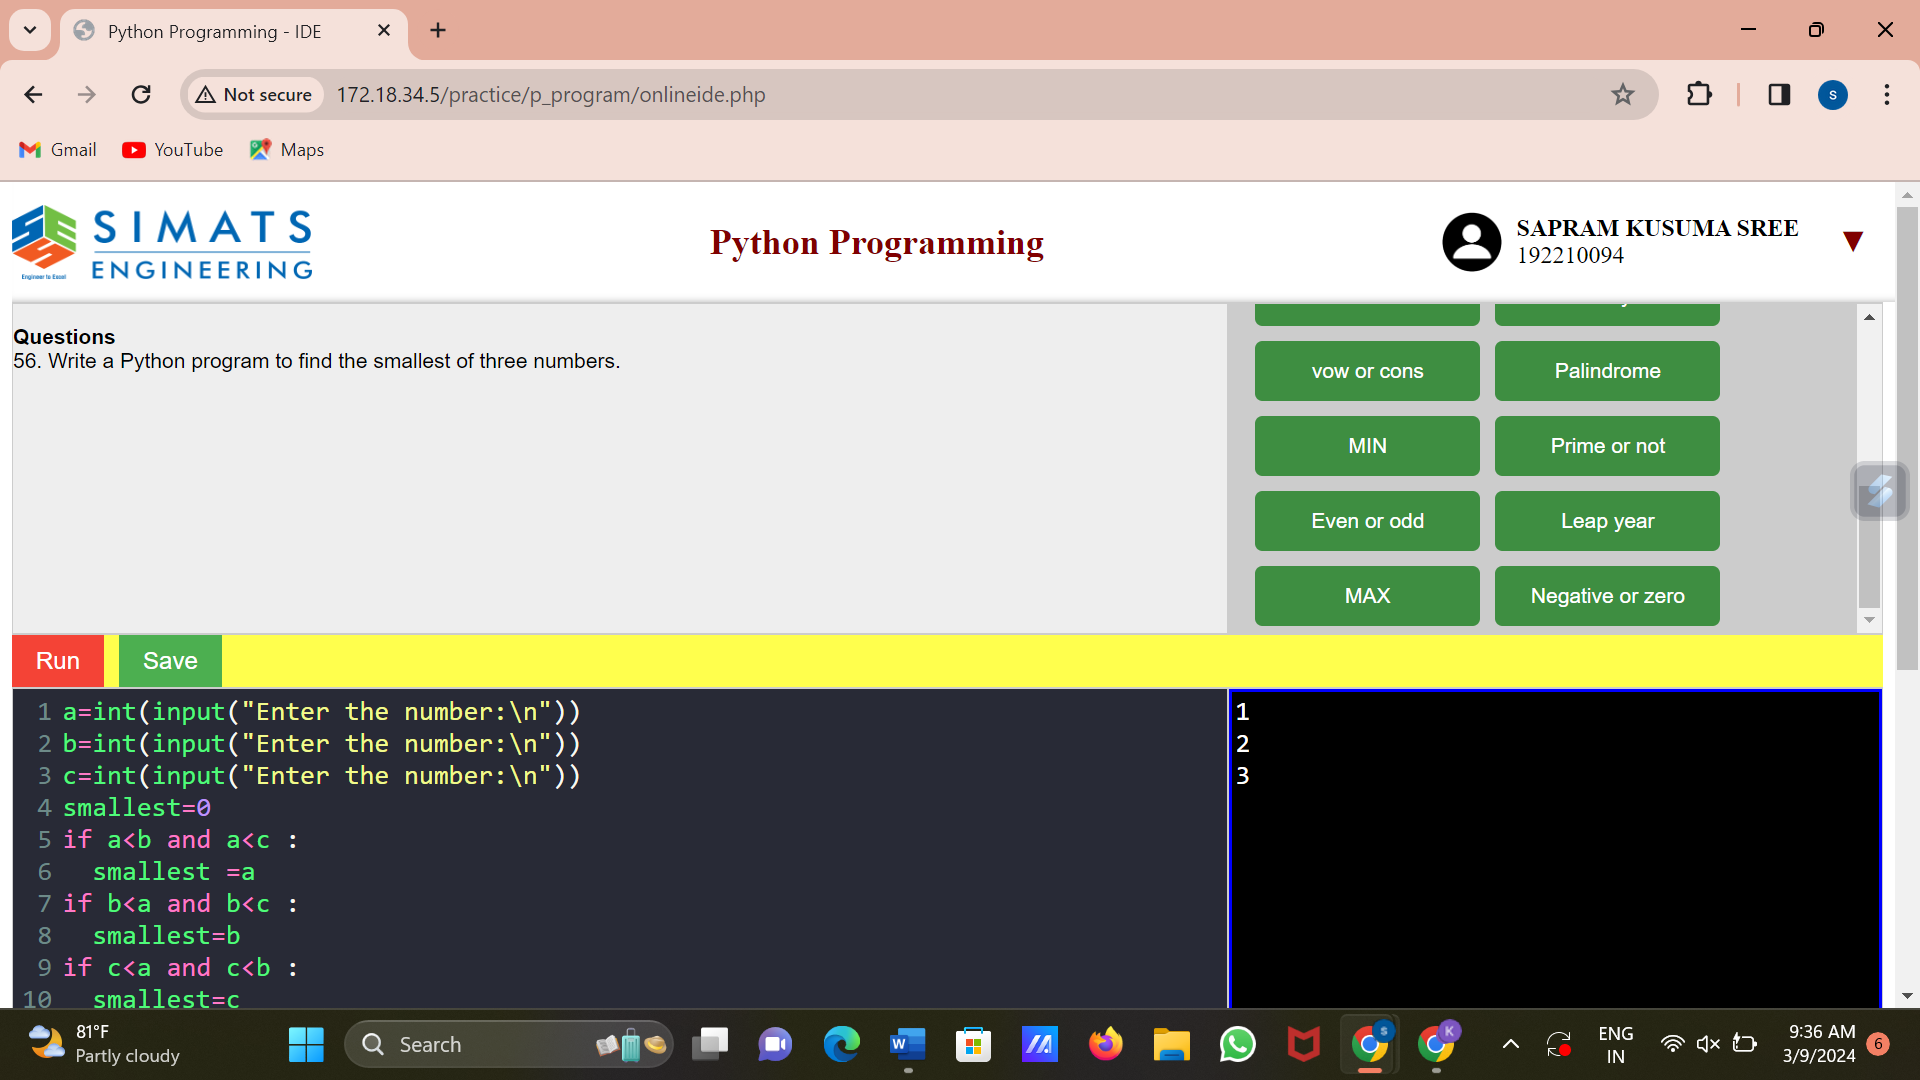 Python Programming - IDE
Not secure
172.18.34.5/practice/p_program/onlineide.php
S
Gmail
YouTube
Maps
SIMATS
ENGINEERING
Engineer to Excel
Python Programming
SAPRAM KUSUMA SREE
192210094
Questions
56. Write a Python program to find the smallest of three numbers.
vow or cons
Palindrome
MIN
Prime or not
Even or odd
Leap year
MAX
Negative or zero
Run
Save
1 a=int(input("Enter the number:\n"))
2 b=int(input("Enter the number:\n"))
3 c=int(input("Enter the number:\n"))
4 smallest=0
5 if a<b and a<c :
6   smallest =a
7 if b<a and b<c :
8   smallest=b
9 if c<a and c<b :
10   smallest=c
1
2
3
81°F
Partly cloudy
Search
W
S
K
ENG
IN
9:36 AM
3/9/2024
6